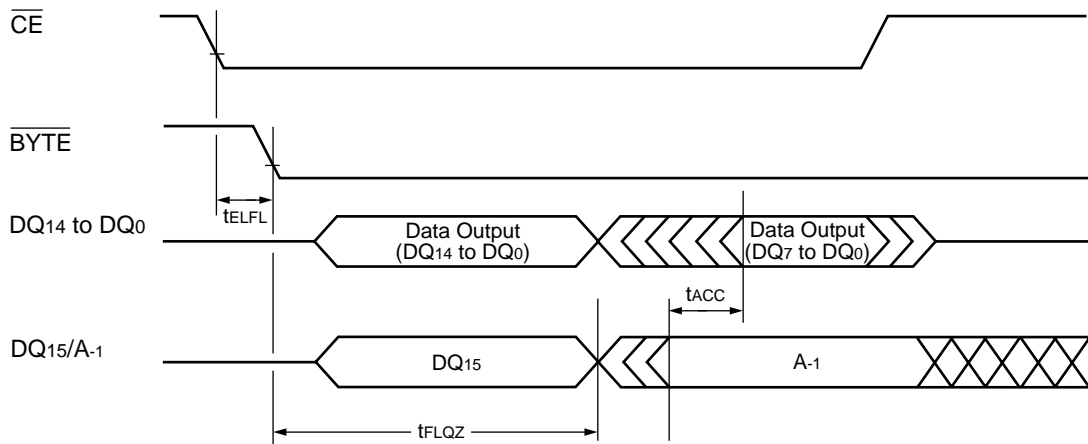 CE
BYTE
tELFL
DQ14 to DQ0
Data Output
(DQ14 to DQ0)
Data Output
(DQ7 to DQ0)
tACC
DQ15/A-1
DQ15
A-1
tFLQZ